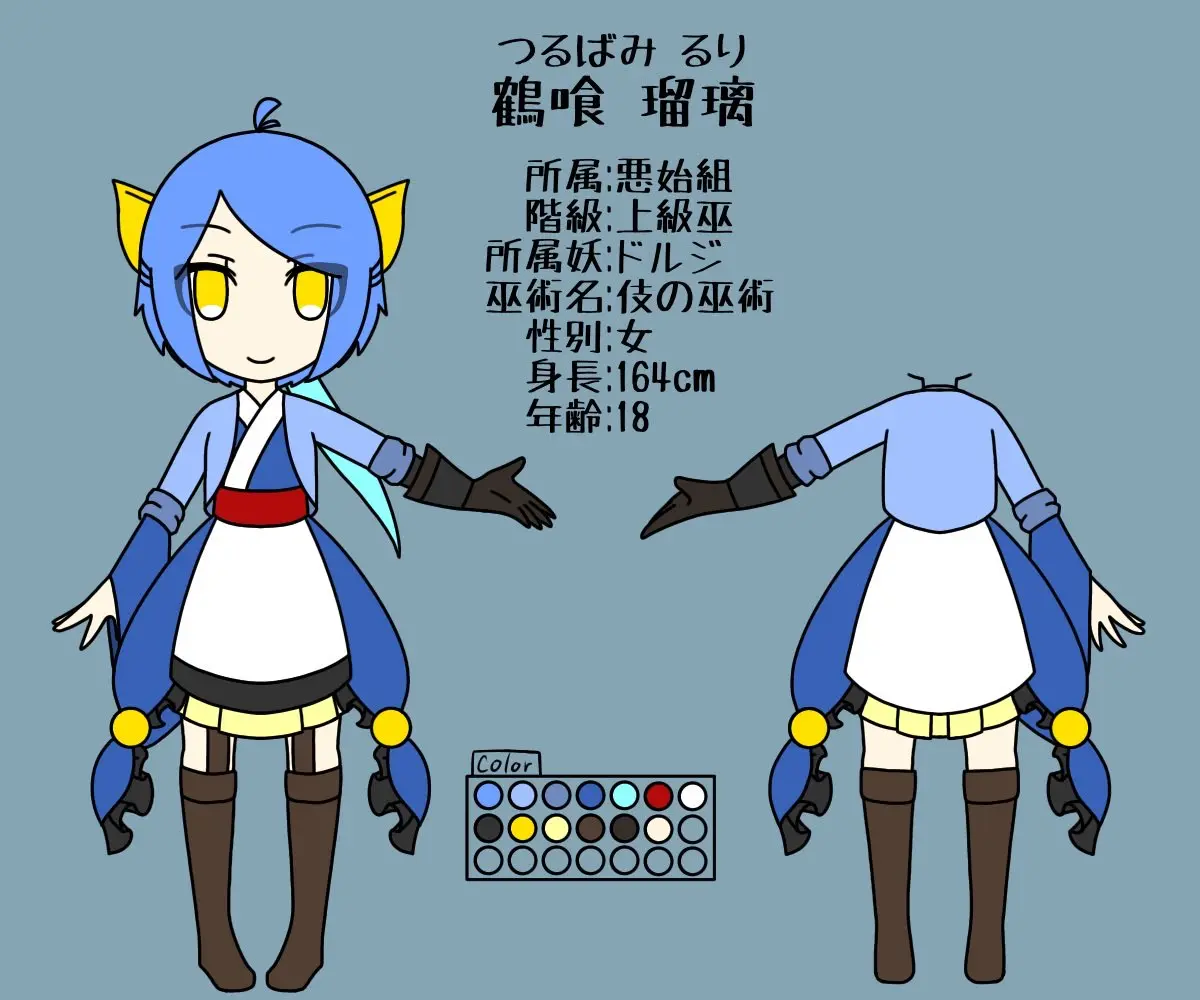 つるばみ るり
鶴喰 瑠璃
所属:悪始組
階級:上級巫
所属妖:ドルジ
巫術名:伎の巫術
性別:女
身長:164cm
年齢:18
Color